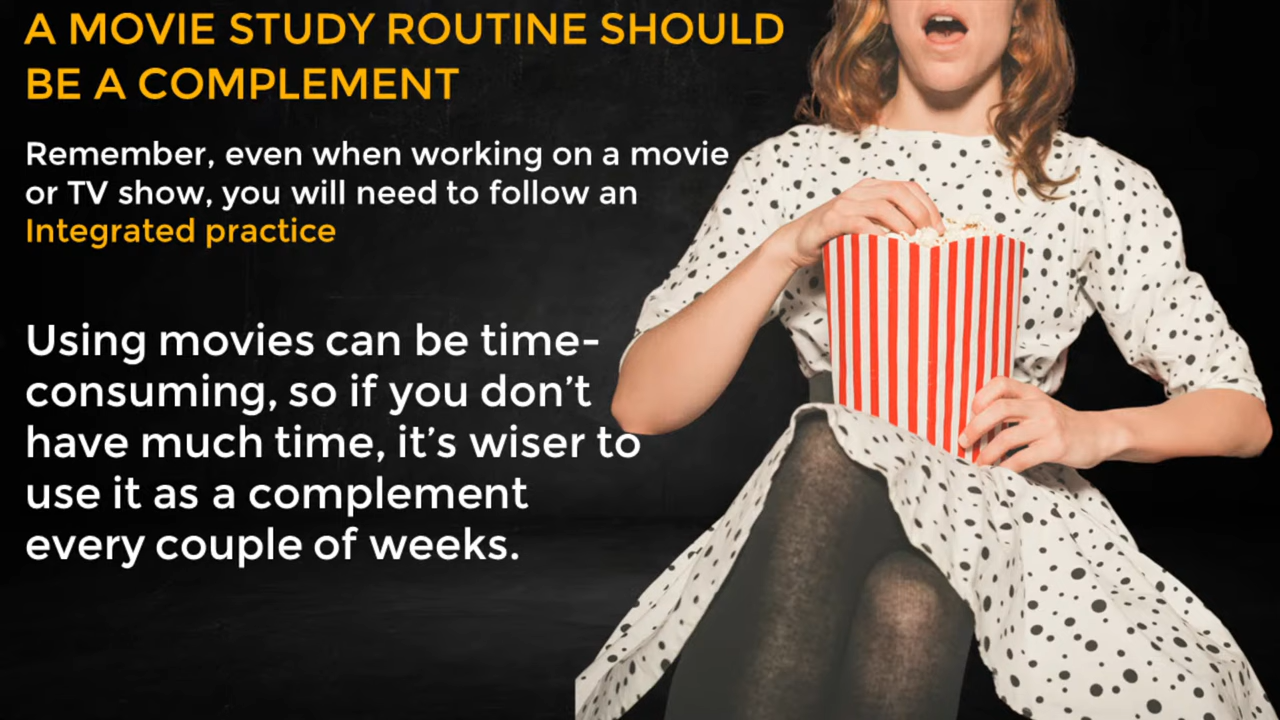 A MOVIE STUDY ROUTINE SHOULD
BE A COMPLEMENT
Remember, even when working on a movie
or TV show, you will need to follow an
Integrated practice
Using movies can be time-
consuming, so if you don’t
have much time, it’s wiser to
use it as a complement
every couple of weeks.